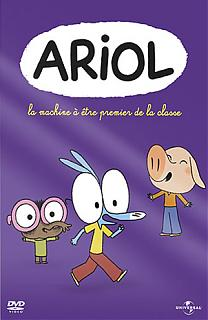 ARiOL
la machine à être premier de la classe
DVD
VIDEO
UNIVERSAL